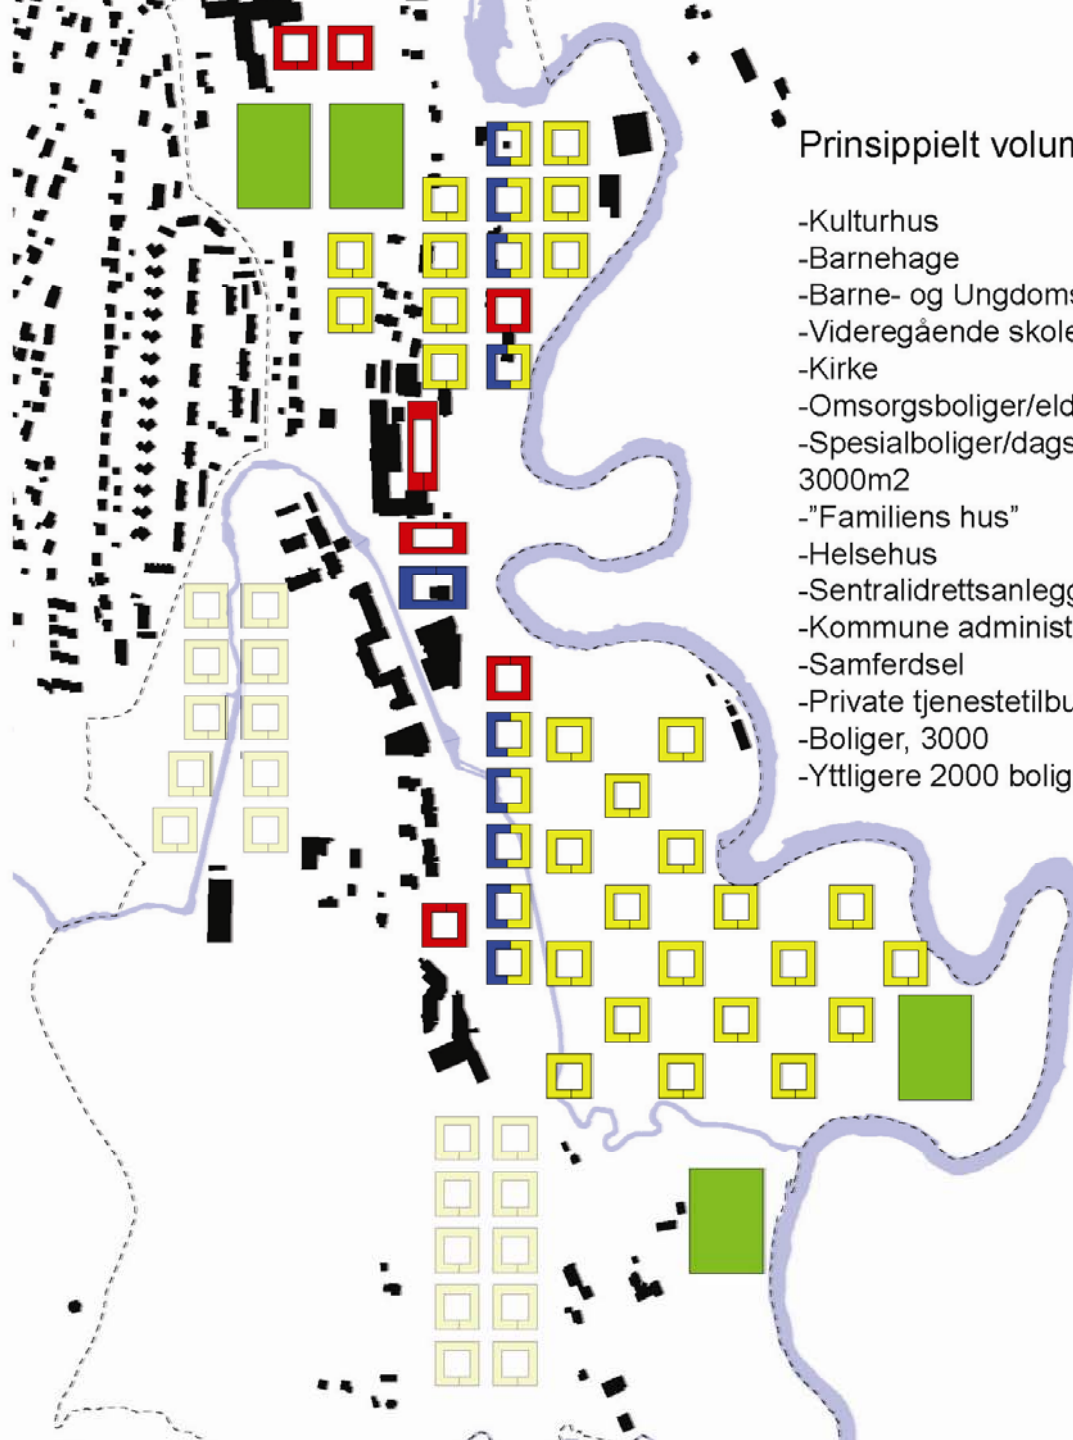 Prinsippielt volum
-Kulturhus
-Barnehage
-Barne- og Ungdoms
-Videregående skole
-Kirke
-Omsorgsboliger/eld
-Spesialboliger/dags
3000m2
-"Familiens hus"
-Helsehus
-Sentralidrettsanlegg
-Kommune administ
-Samferdsel
-Private tjenestetilbu
-Boliger, 3000
-Yttligere 2000 bolig